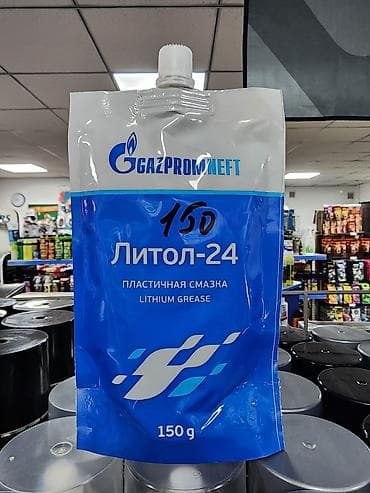 GAZPROMNEFT
150
Литол-24
ПЛАСТИЧНАЯ СМАЗКА
LITHIUM GREASE
150 g